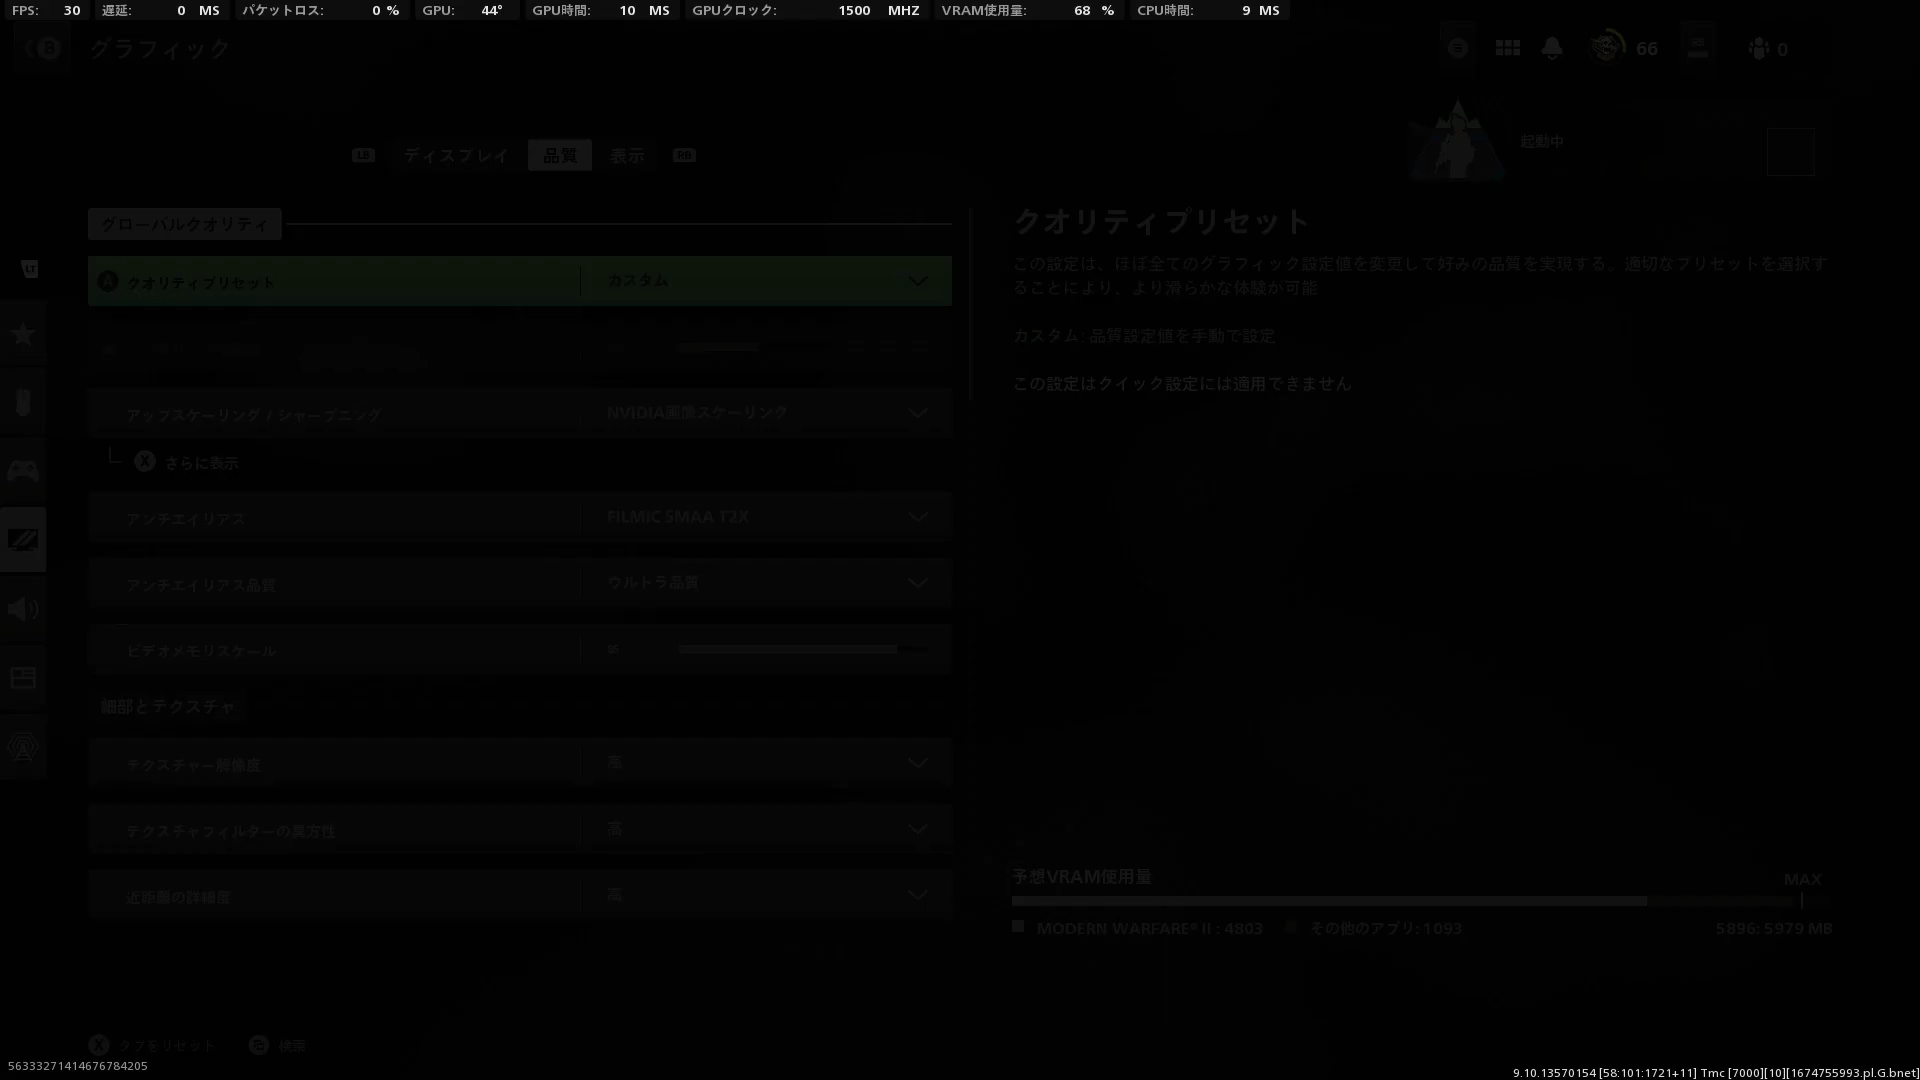 FPS: 30 遅延: 0 MS パケットロス: 0 % GPU: 44° GPU時間: 10 MS GPUクロック: 1500 MHZ VRAM使用量: 68 % CPU時間: 9 MS
B グラフィック
66 RS 0
LB ディスプレイ 品質 表示 RB
起動中
グローバルクオリティ
LT
A クオリティプリセット カスタム
アップスケーリング / シャープニング NVIDIA画像スケーリング
X さらに表示
アンチエイリアス FILMIC SMAA T2X
アンチエイリアス品質 ウルトラ品質
ビデオメモリスケール
細部とテクスチャ
テクスチャー解像度 高
テクスチャフィルターの異方性 高
近距離の詳細度 高
クオリティプリセット
この設定は、ほぼ全てのグラフィック設定値を変更して好みの品質を実現する。適切なプリセットを選択す
ることにより、より滑らかな体験が可能
カスタム: 品質設定値を手動で設定
この設定はクイック設定には適用できません
予想VRAM使用量
MAX
MODERN WARFARE® II : 4803 その他のアプリ: 1093 5896: 5979 MB
X タブをリセット 検索
56333271414676784205
9.10.13570154 [58:101:1721+11] Tmc [7000][10][1674755993.pl.G.bnet]